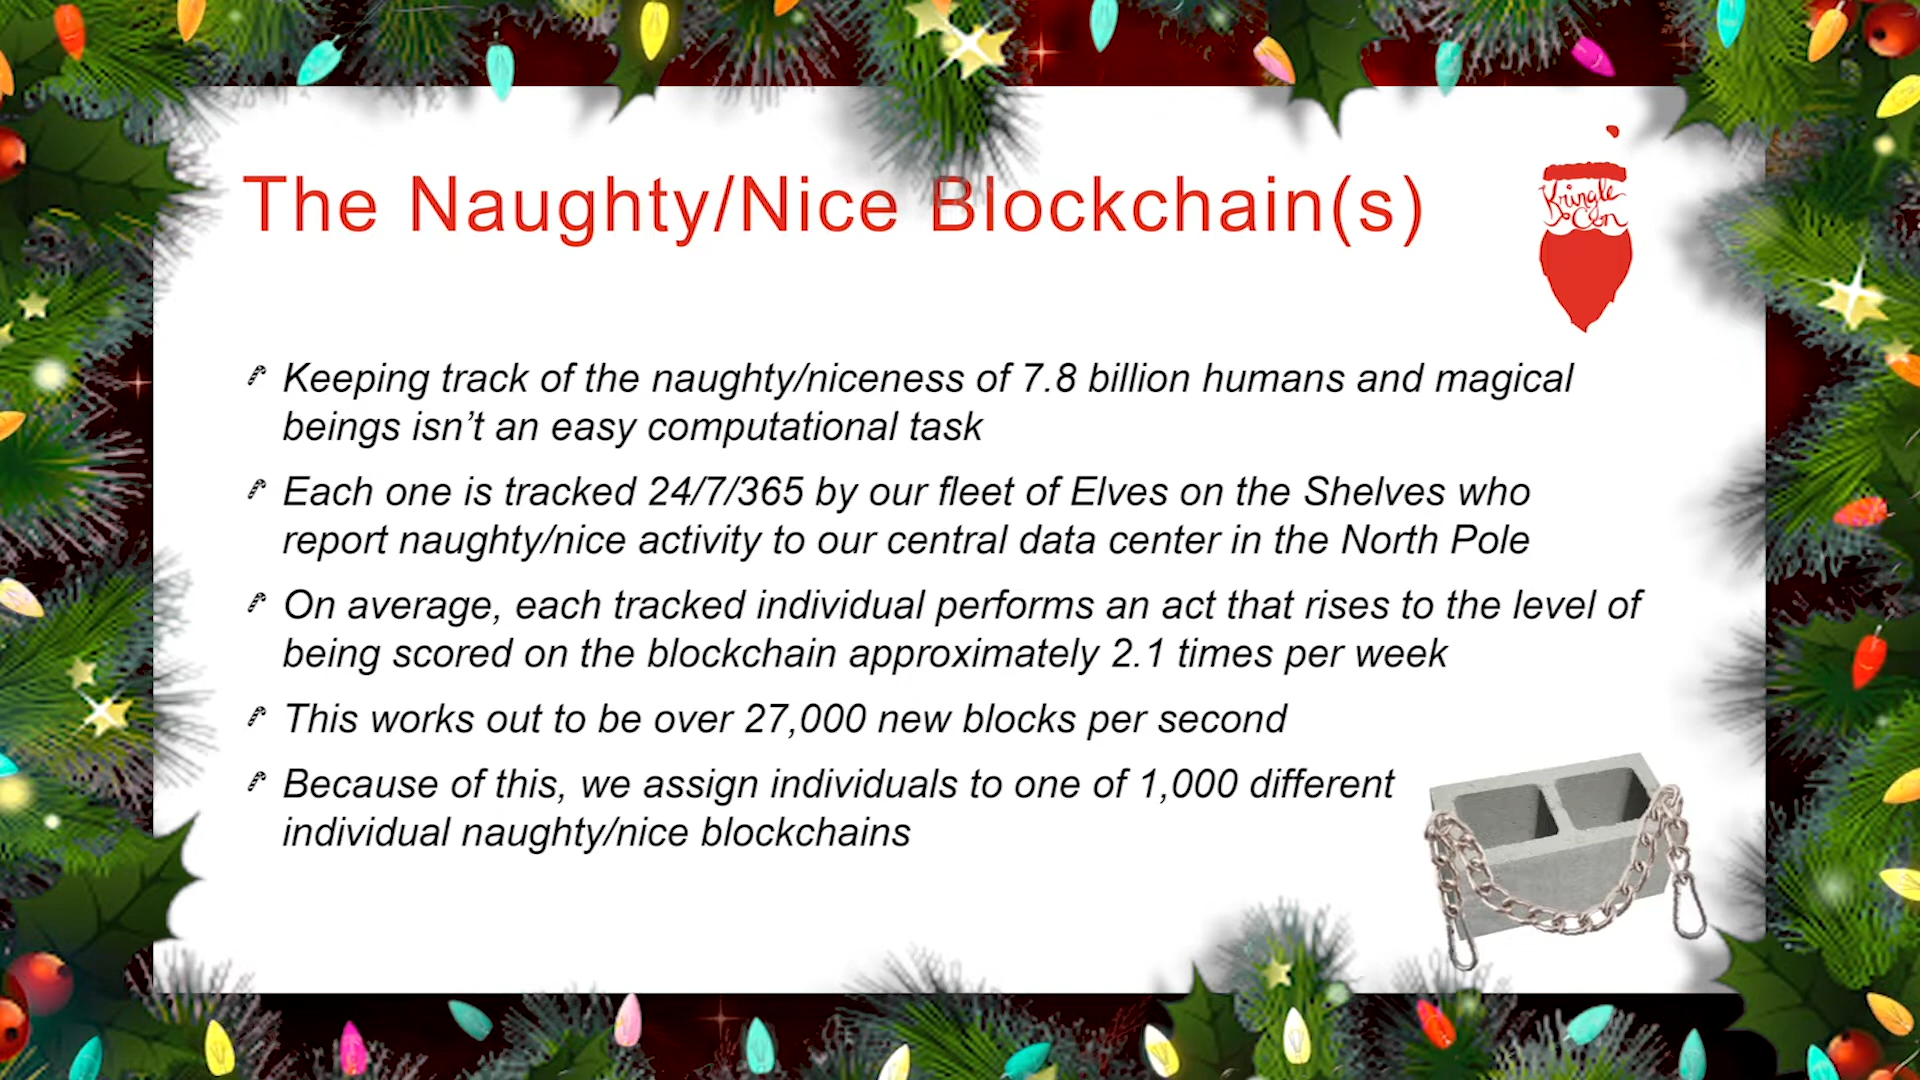 The Naughty/Nice Blockchain(s)
Kringle
Con
Keeping track of the naughty/niceness of 7.8 billion humans and magical
beings isn’t an easy computational task
Each one is tracked 24/7/365 by our fleet of Elves on the Shelves who
report naughty/nice activity to our central data center in the North Pole
On average, each tracked individual performs an act that rises to the level of
being scored on the blockchain approximately 2.1 times per week
This works out to be over 27,000 new blocks per second
Because of this, we assign individuals to one of 1,000 different
individual naughty/nice blockchains